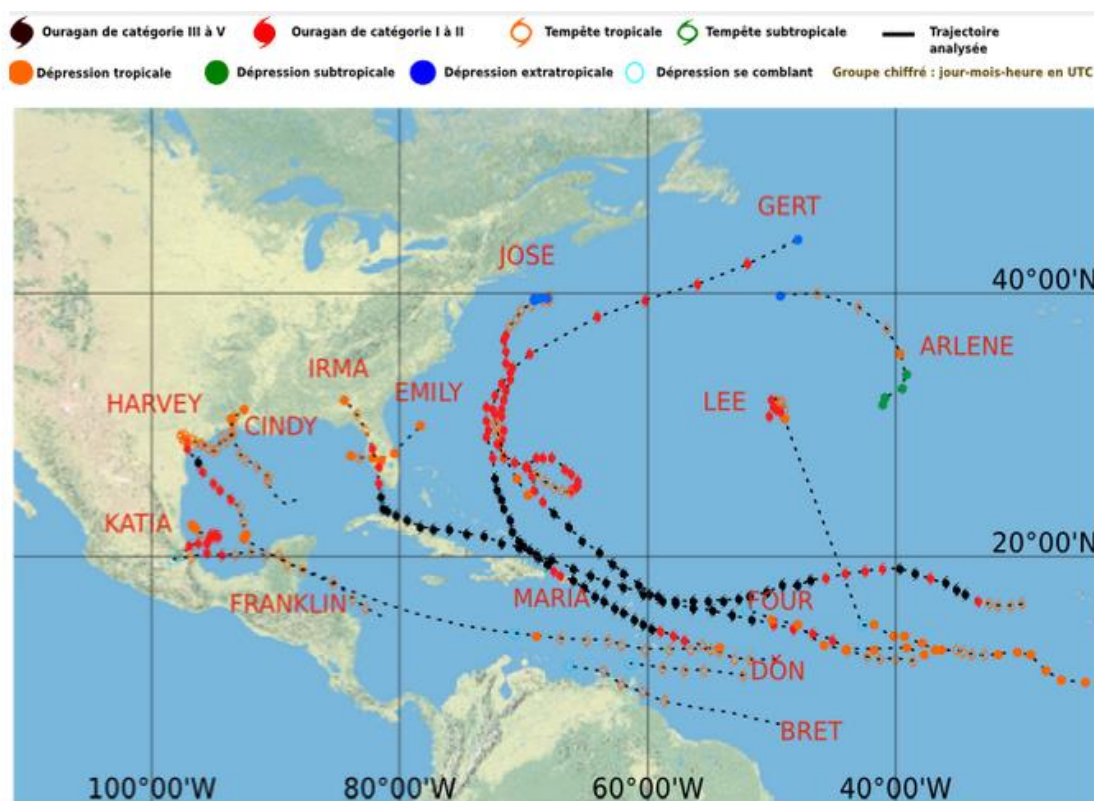 Ouragan de catégorie III à V Ouragan de catégorie I à II Tempête tropicale Tempête subtropicale Trajectoire
analysée
Dépression tropicale Dépression subtropicale Dépression extratropicale Dépression se comblant Groupe chiffré : jour-mois-heure en UTC
GERT
JOSE
40°00'N
ARLENE
IRMA
EMILY
LEE
HARVEY
CINDY
KATIA
20°00'N
FRANKLIN
MARIA
FOUR
DON
BRET
100°00'W 80°00'W 60°00'W 40°00'W